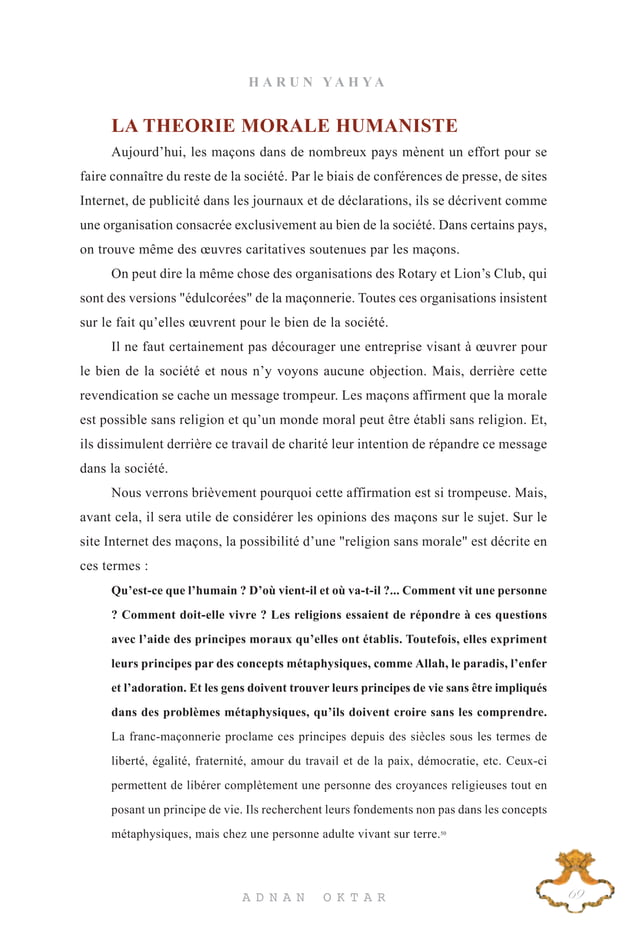 HARUN YAHYA
LA THEORIE MORALE HUMANISTE
Aujourd’hui, les maçons dans de nombreux pays mènent un effort pour se
faire connaître du reste de la société. Par le biais de conférences de presse, de sites
Internet, de publicité dans les journaux et de déclarations, ils se décrivent comme
une organisation consacrée exclusivement au bien de la société. Dans certains pays,
on trouve même des œuvres caritatives soutenues par les maçons.
On peut dire la même chose des organisations des Rotary et Lion’s Club, qui
sont des versions "édulcorées" de la maçonnerie. Toutes ces organisations insistent
sur le fait qu’elles œuvrent pour le bien de la société.
Il ne faut certainement pas décourager une entreprise visant à œuvrer pour
le bien de la société et nous n’y voyons aucune objection. Mais, derrière cette
revendication se cache un message trompeur. Les maçons affirment que la morale
est possible sans religion et qu’un monde moral peut être établi sans religion. Et,
ils dissimulent derrière ce travail de charité leur intention de répandre ce message
dans la société.
Nous verrons brièvement pourquoi cette affirmation est si trompeuse. Mais,
avant cela, il sera utile de considérer les opinions des maçons sur le sujet. Sur le
site Internet des maçons, la possibilité d’une "religion sans morale" est décrite en
ces termes :
Qu’est-ce que l’humain ? D’où vient-il et où va-t-il ?... Comment vit une personne
? Comment doit-elle vivre ? Les religions essaient de répondre à ces questions
avec l’aide des principes moraux qu’elles ont établis. Toutefois, elles expriment
leurs principes par des concepts métaphysiques, comme Allah, le paradis, l’enfer
et l’adoration. Et les gens doivent trouver leurs principes de vie sans être impliqués
dans des problèmes métaphysiques, qu’ils doivent croire sans les comprendre.
La franc-maçonnerie proclame ces principes depuis des siècles sous les termes de
liberté, égalité, fraternité, amour du travail et de la paix, démocratie, etc. Ceux-ci
permettent de libérer complètement une personne des croyances religieuses tout en
posant un principe de vie. Ils recherchent leurs fondements non pas dans les concepts
métaphysiques, mais chez une personne adulte vivant sur terre.50
ADNAN OKTAR
69